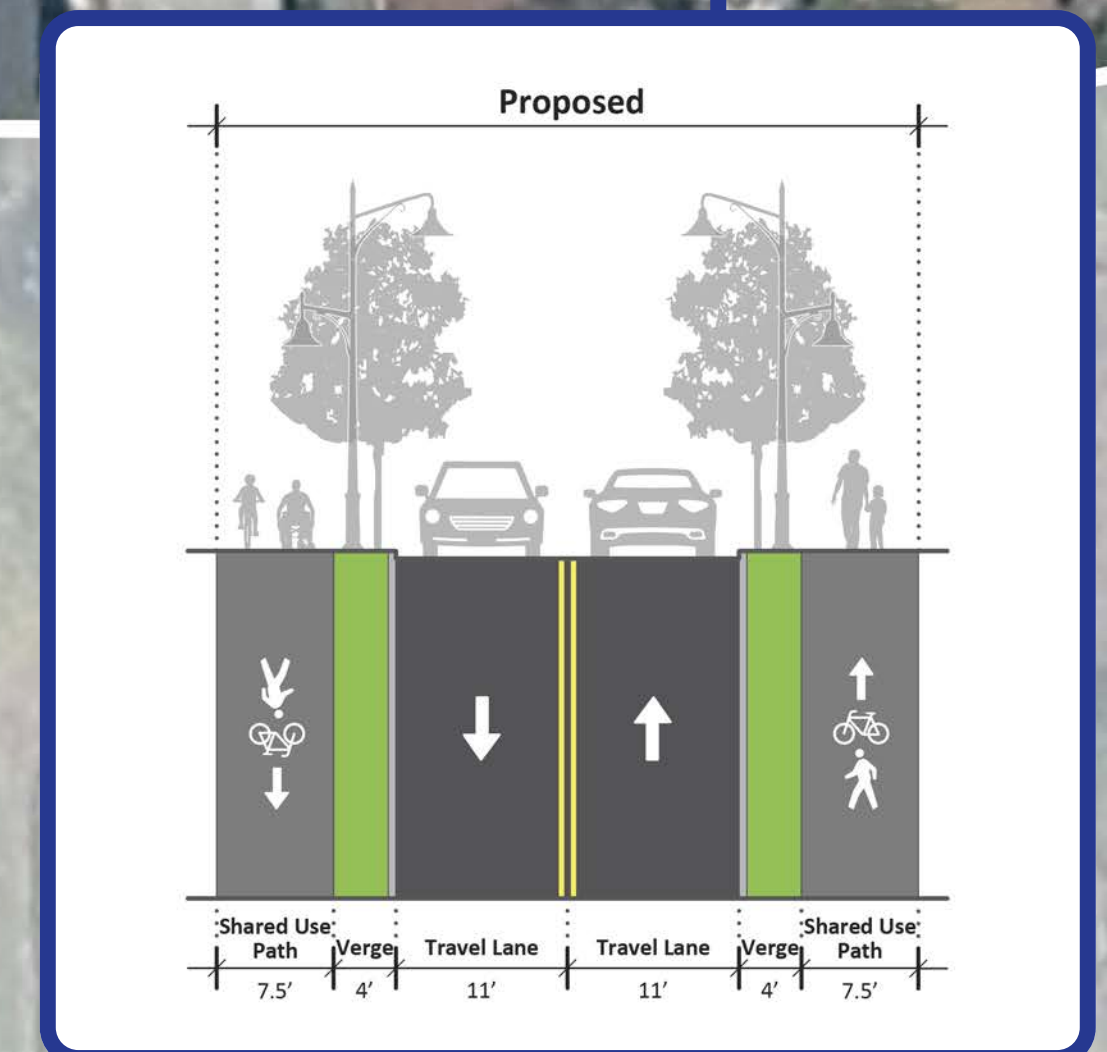 Proposed
Shared Use Path
Verge
Travel Lane
Travel Lane
Verge
Shared Use Path
7.5’
4’
11’
11’
4’
7.5’